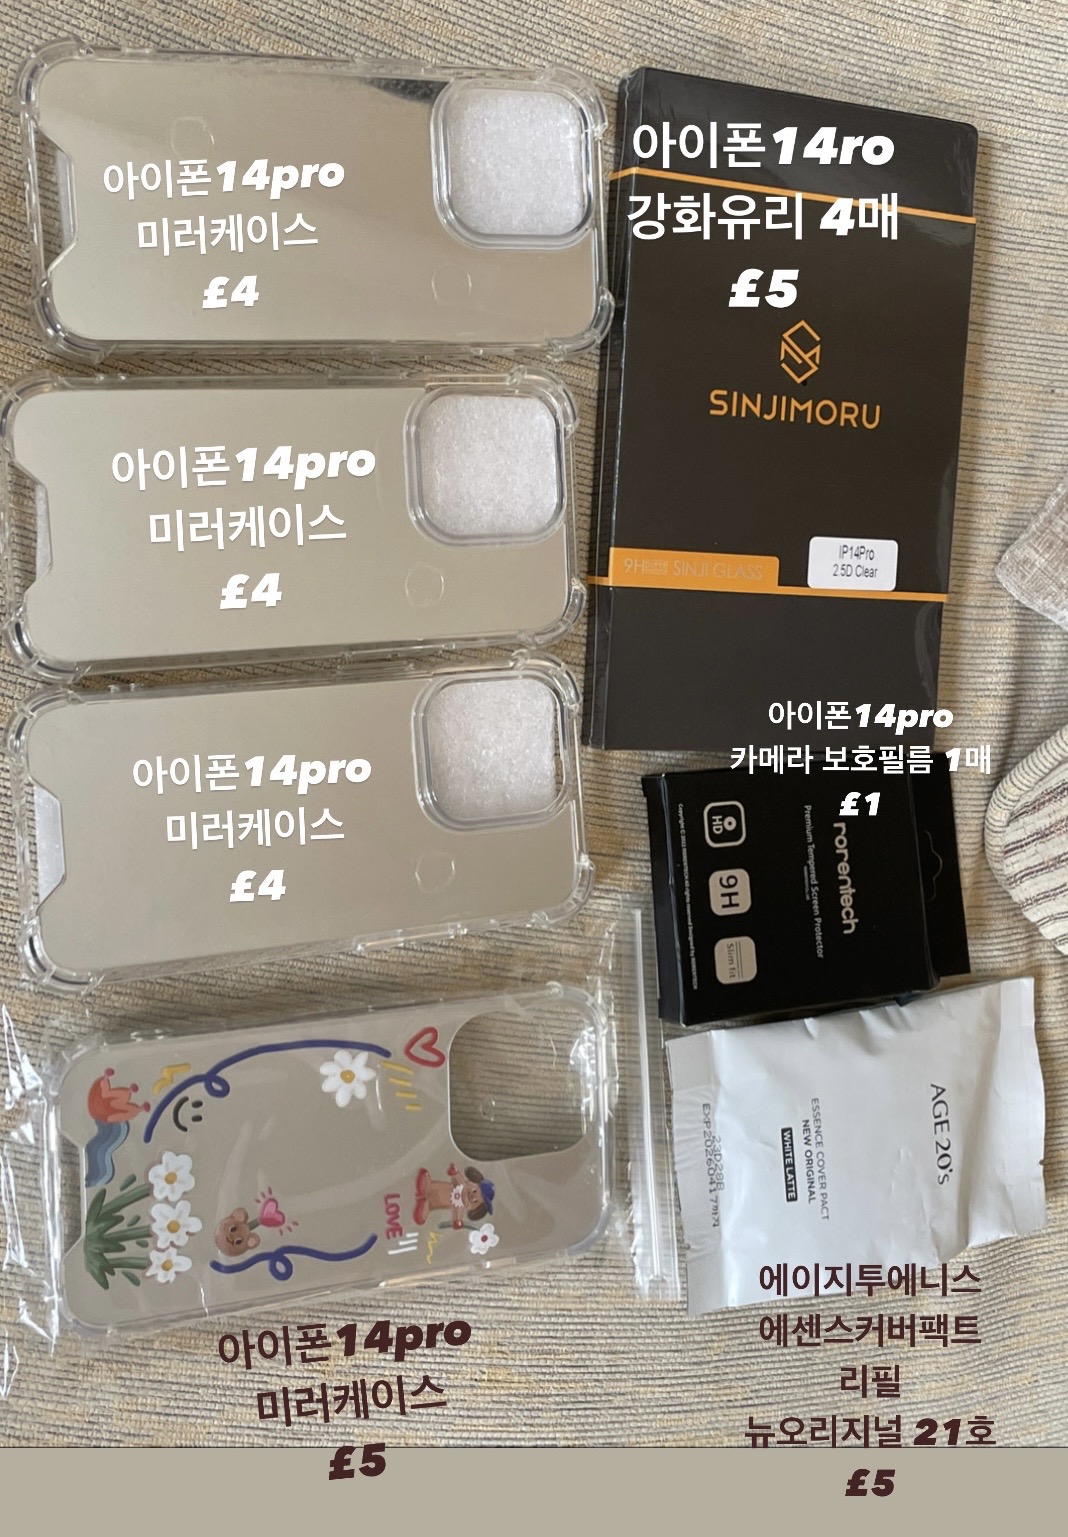 아이폰14pro
미러케이스
£4
아이폰14ro
강화유리 4매
£5
SINJIMORU
9H SINJI GLASS
IP14Pro
2.5D Clear
아이폰14pro
미러케이스
£4
아이폰14pro
미러케이스
£4
아이폰14pro
카메라 보호필름 1매
£1
rorentech
Premium Tempered Screen Protector
HD
9H
Slim fit
AGE 20's
ESSENCE COVER PACT
NEW ORIGINAL
WHITE LATTE
LOVE
아이폰14pro
미러케이스
£5
에이지투에니스
에센스커버팩트
리필
뉴오리지널 21호
£5